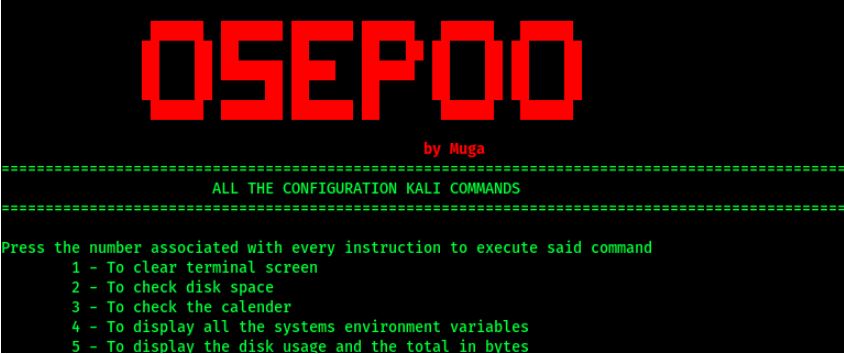 OSEPOO
by Muga
================================================================================================
ALL THE CONFIGURATION KALI COMMANDS
================================================================================================
Press the number associated with every instruction to execute said command
1 - To clear terminal screen
2 - To check disk space
3 - To check the calender
4 - To display all the systems environment variables
5 - To display the disk usage and the total in bytes